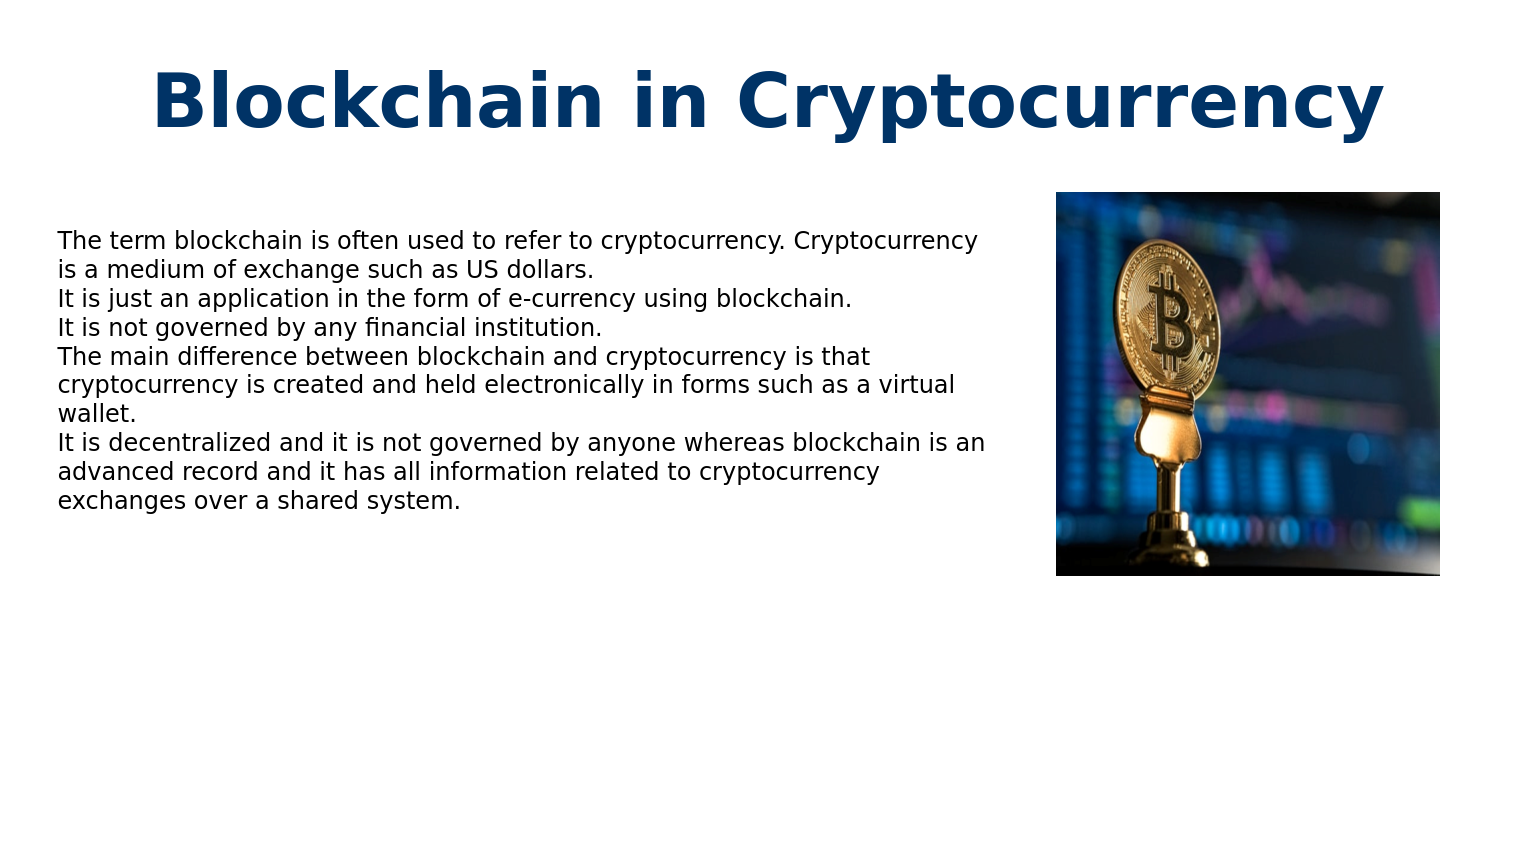 Blockchain in Cryptocurrency
The term blockchain is often used to refer to cryptocurrency. Cryptocurrency
is a medium of exchange such as US dollars.
It is just an application in the form of e-currency using blockchain.
It is not governed by any financial institution.
The main difference between blockchain and cryptocurrency is that
cryptocurrency is created and held electronically in forms such as a virtual
wallet.
It is decentralized and it is not governed by anyone whereas blockchain is an
advanced record and it has all information related to cryptocurrency
exchanges over a shared system.